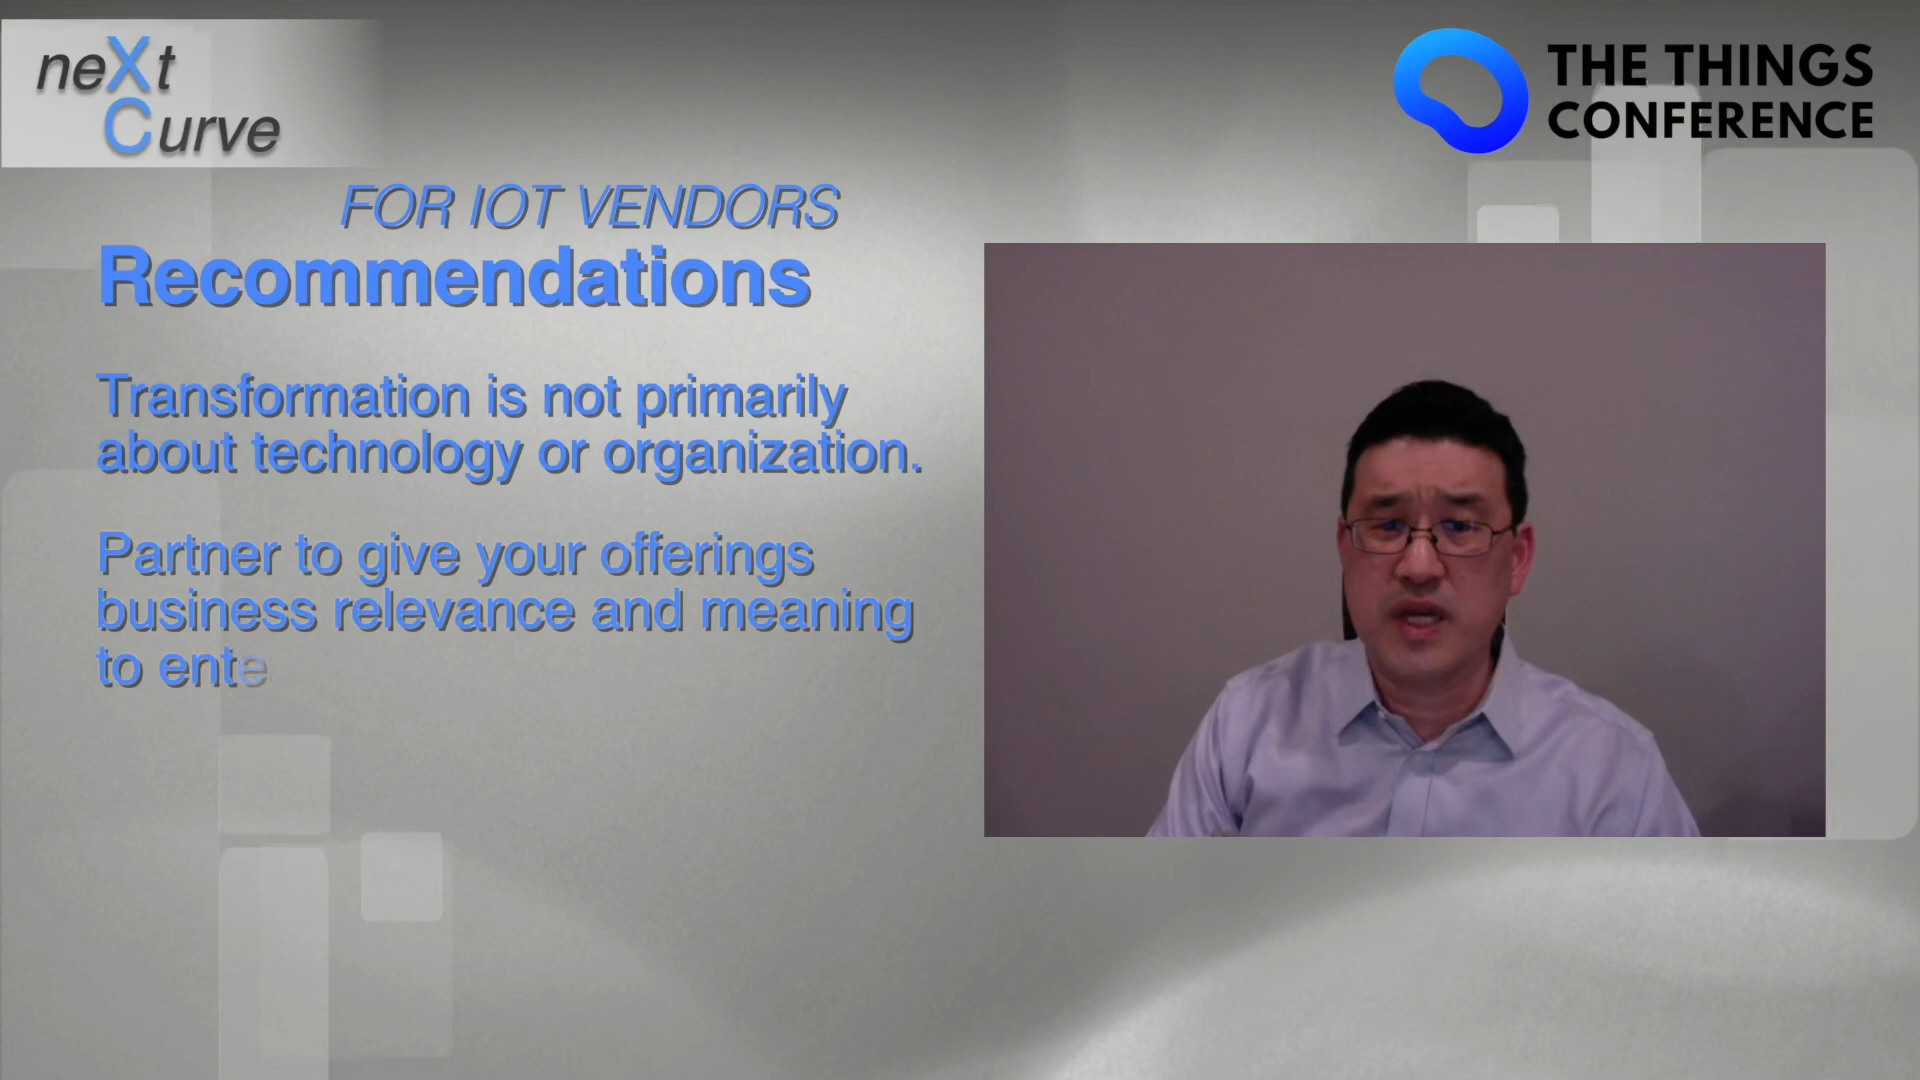 neXt
Curve
THE THINGS
CONFERENCE
FOR IOT VENDORS
Recommendations
Transformation is not primarily
about technology or organization.
Partner to give your offerings
business relevance and meaning
to ente